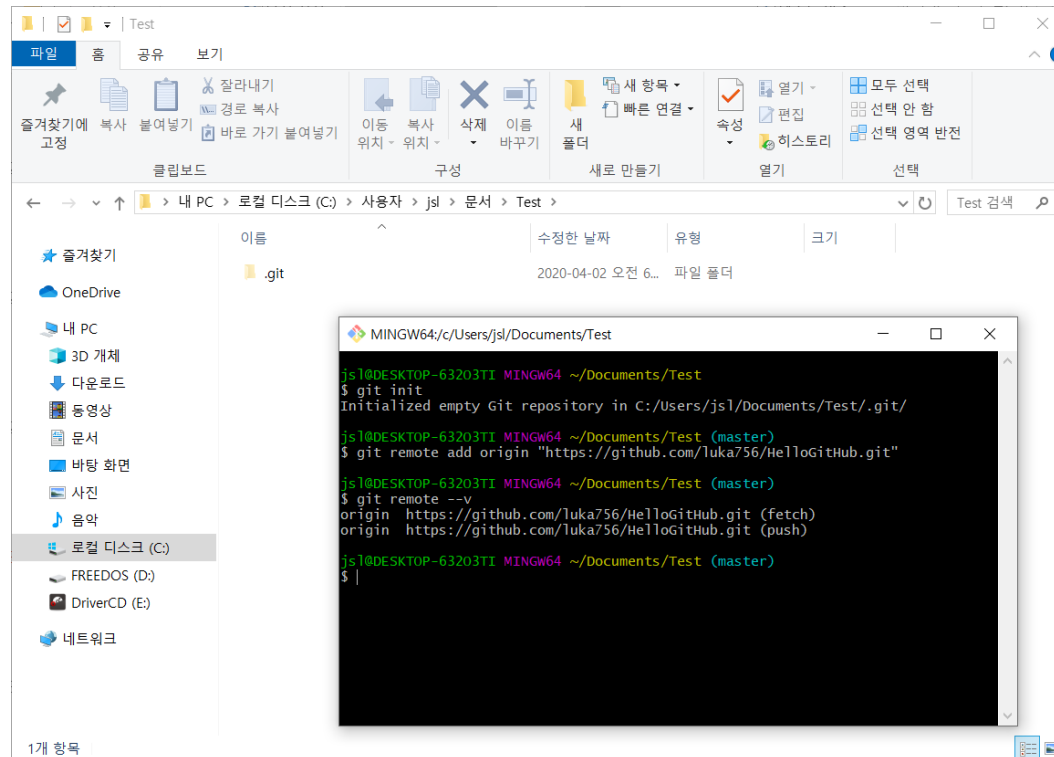 Test
파일 홈 공유 보기
즐겨찾기에 고정
복사
붙여넣기
잘라내기
경로 복사
바로 가기 붙여넣기
클립보드
이동 위치
복사 위치
삭제
이름 바꾸기
구성
새 폴더
새 항목
빠른 연결
새로 만들기
속성
열기
편집
히스토리
열기
모두 선택
선택 안 함
선택 영역 반전
선택
내 PC > 로컬 디스크 (C:) > 사용자 > jsl > 문서 > Test >
Test 검색
이름 수정한 날짜 유형 크기
.git 2020-04-02 오전 6... 파일 폴더
즐겨찾기
OneDrive
내 PC
3D 개체
다운로드
동영상
문서
바탕 화면
사진
음악
로컬 디스크 (C:)
FREEDOS (D:)
DriverCD (E:)
네트워크
MINGW64:/c/Users/jsl/Documents/Test
jsl@DESKTOP-632O3TI MINGW64 ~/Documents/Test
$ git init
Initialized empty Git repository in C:/Users/jsl/Documents/Test/.git/
jsl@DESKTOP-632O3TI MINGW64 ~/Documents/Test (master)
$ git remote add origin "https://github.com/luka756/HelloGitHub.git"
jsl@DESKTOP-632O3TI MINGW64 ~/Documents/Test (master)
$ git remote --v
origin https://github.com/luka756/HelloGitHub.git (fetch)
origin https://github.com/luka756/HelloGitHub.git (push)
jsl@DESKTOP-632O3TI MINGW64 ~/Documents/Test (master)
$
1개 항목